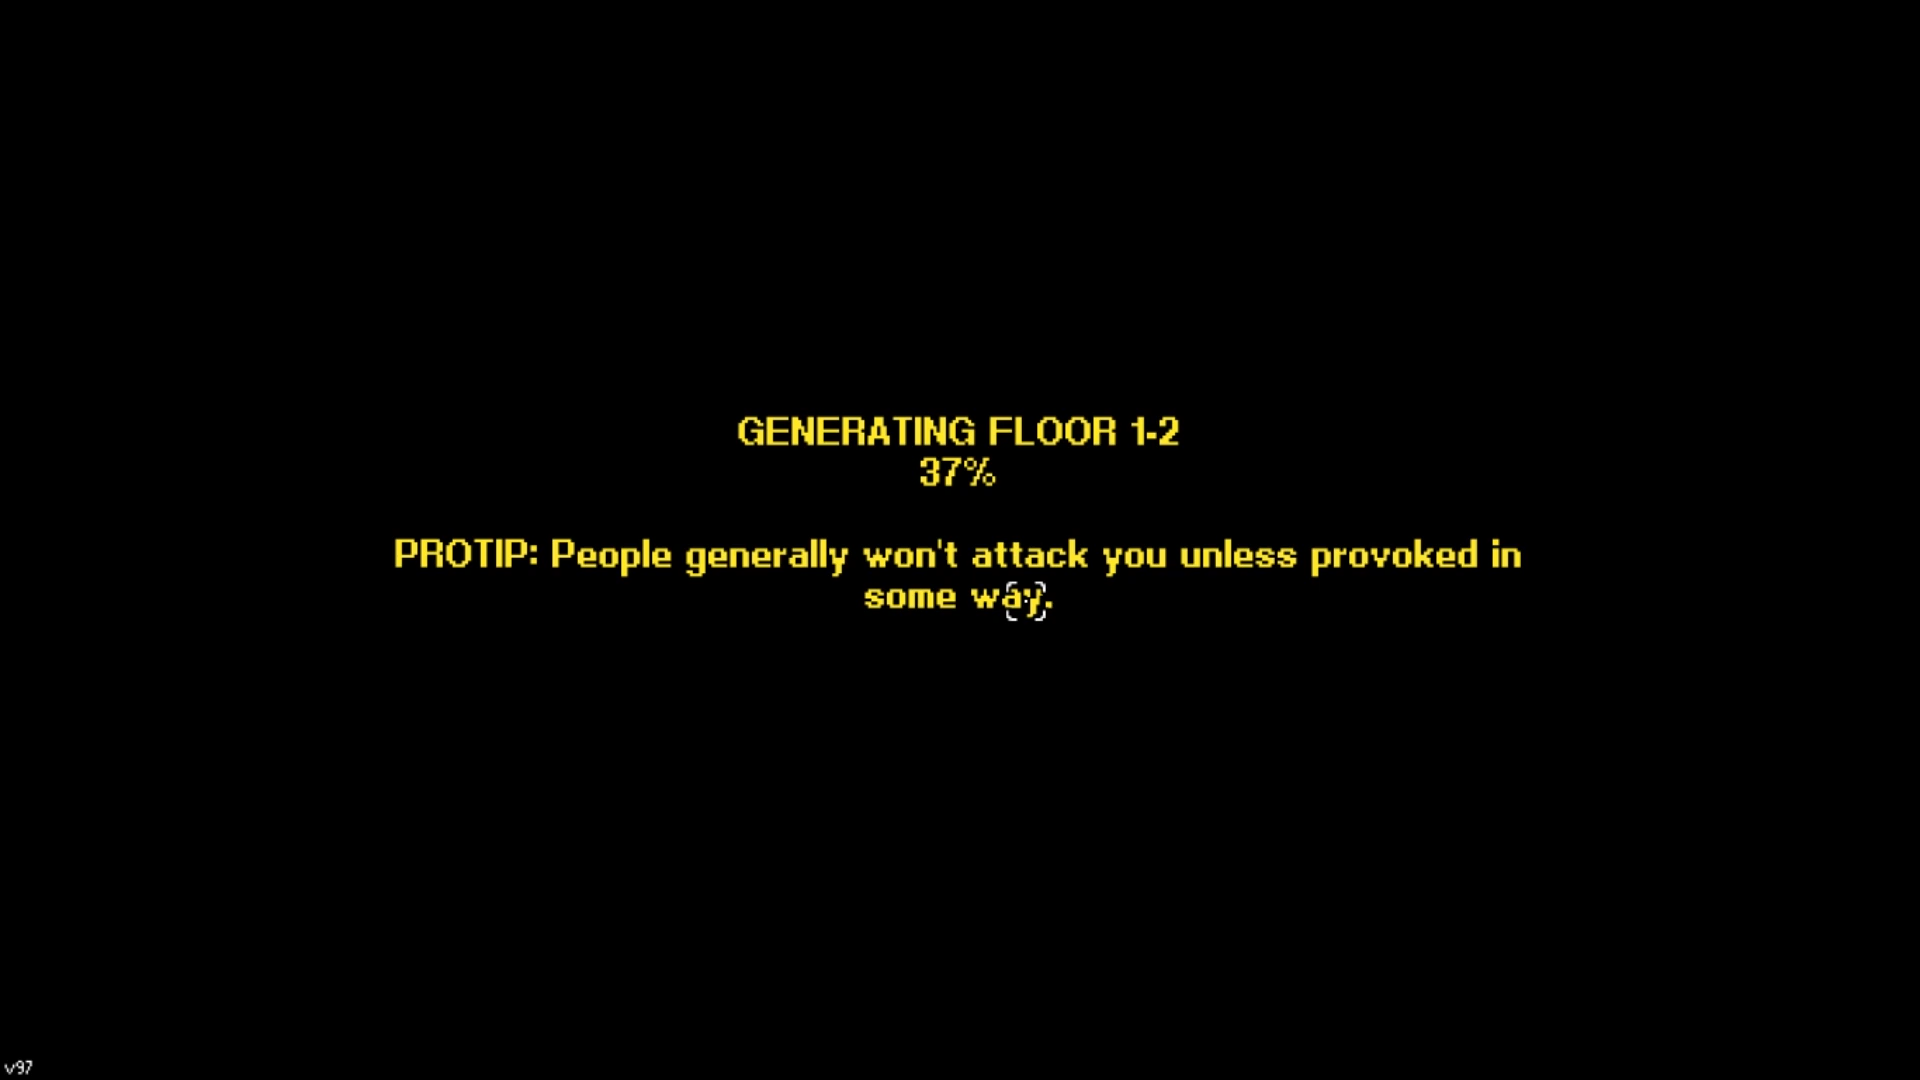 GENERATING FLOOR 1-2
37%
PROTIP: People generally won't attack you unless provoked in
some way.
v97